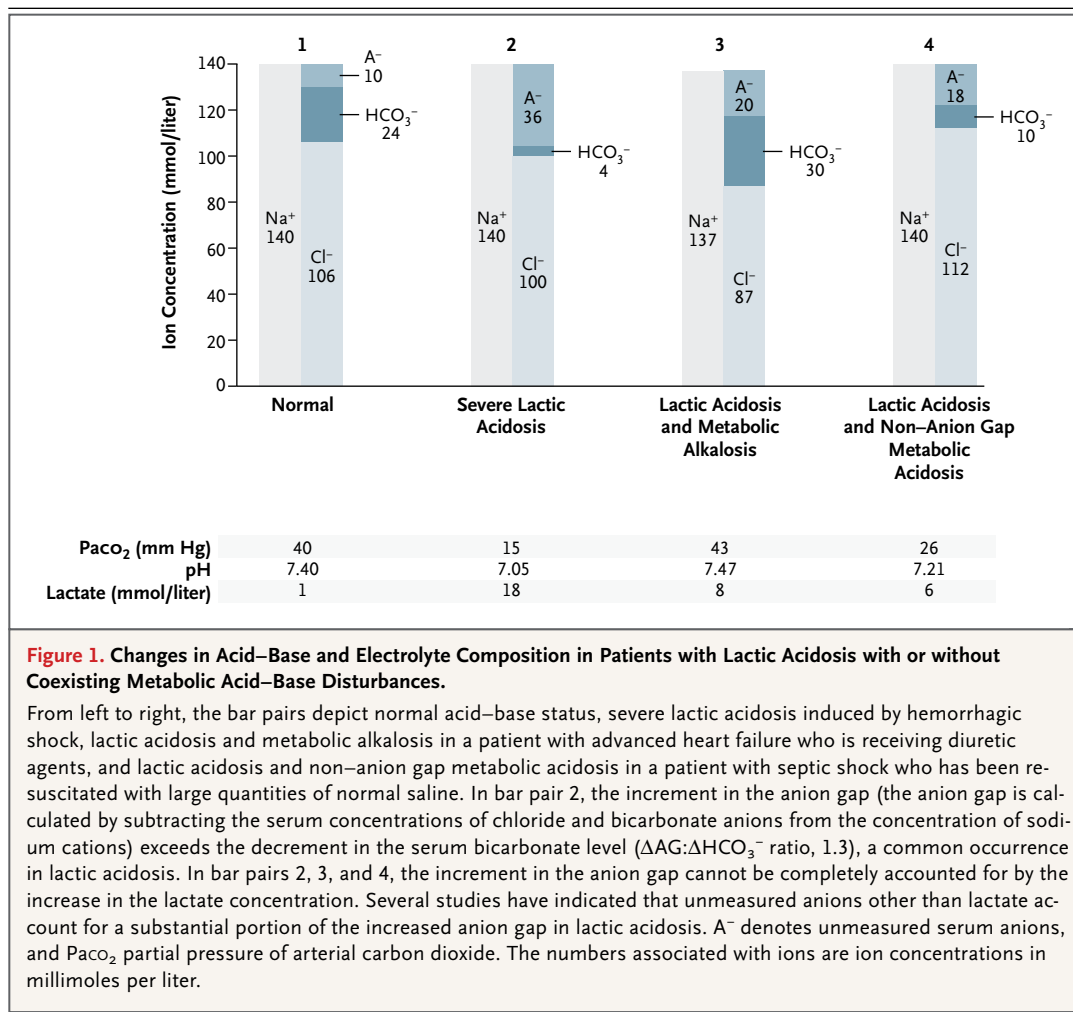 1 2 3 4
Ion Concentration (mmol/liter)
140
120
100
80
60
40
20
0
A⁻
10
HCO₃⁻
24
Na⁺
140
Cl⁻
106
A⁻
36
HCO₃⁻
4
Na⁺
140
Cl⁻
100
A⁻
20
HCO₃⁻
30
Na⁺
137
Cl⁻
87
A⁻
18
HCO₃⁻
10
Na⁺
140
Cl⁻
112
Normal
Severe Lactic
Acidosis
Lactic Acidosis
and Metabolic
Alkalosis
Lactic Acidosis
and Non–Anion Gap
Metabolic
Acidosis
Paco₂ (mm Hg) 40 15 43 26
pH 7.40 7.05 7.47 7.21
Lactate (mmol/liter) 1 18 8 6
Figure 1. Changes in Acid–Base and Electrolyte Composition in Patients with Lactic Acidosis with or without
Coexisting Metabolic Acid–Base Disturbances.
From left to right, the bar pairs depict normal acid–base status, severe lactic acidosis induced by hemorrhagic
shock, lactic acidosis and metabolic alkalosis in a patient with advanced heart failure who is receiving diuretic
agents, and lactic acidosis and non–anion gap metabolic acidosis in a patient with septic shock who has been re-
suscitated with large quantities of normal saline. In bar pair 2, the increment in the anion gap (the anion gap is cal-
culated by subtracting the serum concentrations of chloride and bicarbonate anions from the concentration of sodi-
um cations) exceeds the decrement in the serum bicarbonate level (ΔAG:ΔHCO₃⁻ ratio, 1.3), a common occurrence
in lactic acidosis. In bar pairs 2, 3, and 4, the increment in the anion gap cannot be completely accounted for by the
increase in the lactate concentration. Several studies have indicated that unmeasured anions other than lactate ac-
count for a substantial portion of the increased anion gap in lactic acidosis. A⁻ denotes unmeasured serum anions,
and Paco₂ partial pressure of arterial carbon dioxide. The numbers associated with ions are ion concentrations in
millimoles per liter.